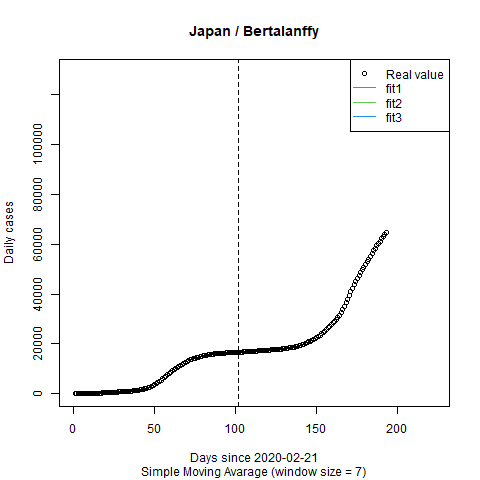 Japan / Bertalanffy
Real value
fit1
fit2
fit3
Daily cases
0
20000
40000
60000
80000
100000
0 50 100 150 200
Days since 2020-02-21
Simple Moving Avarage (window size = 7)